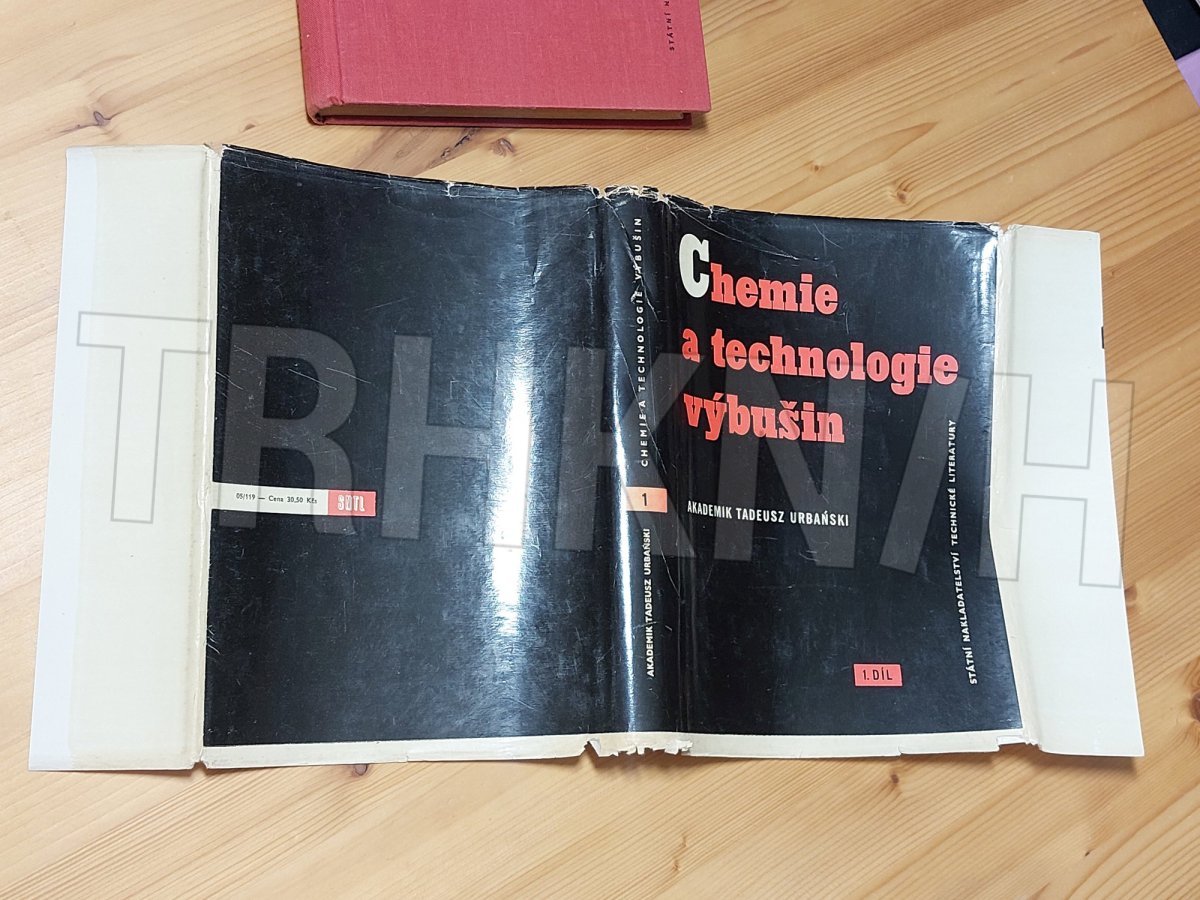 STÁTNÍ N
Chemie
a technologie
výbušin
AKADEMIK TADEUSZ URBAŃSKI
1. DÍL
STÁTNÍ NAKLADATELSTVÍ TECHNICKÉ LITERATURY
CHEMIE A TECHNOLOGIE VÝBUŠIN
1
AKADEMIK TADEUSZ URBAŃSKI
05/119 — Cena 30,50 Kčs
SNTL
TRHKNIH